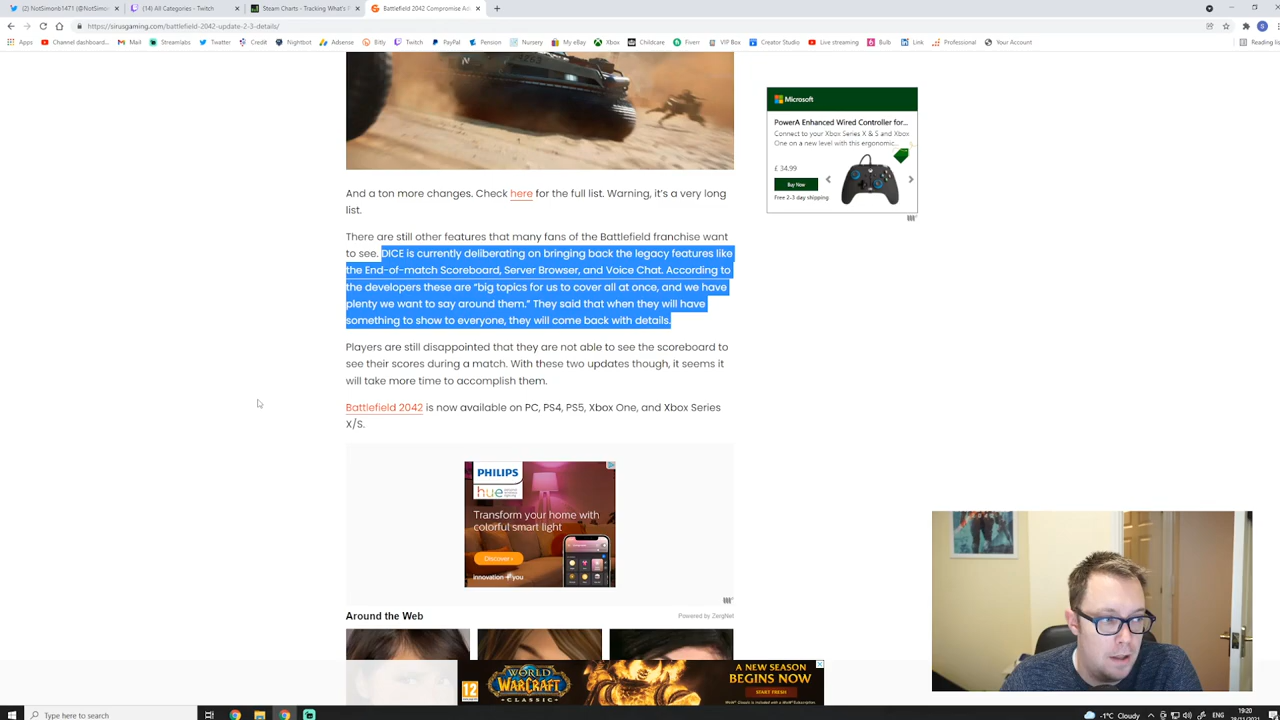 (2) NotSimonb1471 (@NotSimo
(14) All Categories - Twitch
Steam Charts - Tracking What's P
Battlefield 2042 Compromise Ad
https://sirusgaming.com/battlefield-2042-update-2-3-details/
Apps
Channel dashboard...
Mail
Streamlabs
Twatter
Credit
Nightbot
Adsense
Bitly
Twitch
PayPal
Pension
Nursery
My eBay
Xbox
Childcare
Fiverr
VIP Box
Creator Studio
Live streaming
Bulb
Link
Professional
Your Account
Reading list
And a ton more changes. Check here for the full list. Warning, it's a very long
list.
There are still other features that many fans of the Battlefield franchise want
to see. DICE is currently deliberating on bringing back the legacy features like
the End-of-match Scoreboard, Server Browser, and Voice Chat. According to
the developers these are “big topics for us to cover all at once, and we have
plenty we want to say around them.” They said that when they will have
something to show to everyone, they will come back with details.
Players are still disappointed that they are not able to see the scoreboard to
see their scores during a match. With these two updates though, it seems it
will take more time to accomplish them.
Battlefield 2042 is now available on PC, PS4, PS5, Xbox One, and Xbox Series
X/S.
Microsoft
PowerA Enhanced Wired Controller for...
Connect to your Xbox Series X & S and Xbox
One on a new level with this ergonomic...
£ 34.99
Buy Now
Free 2-3 day shipping
PHILIPS
hue
Transform your home with
colorful smart light
Discover >
innovation+you
Around the Web
Powered by ZergNet
12
WORLD
WARCRAFT
CLASSIC
A NEW SEASON
BEGINS NOW
START FRESH
Type here to search
-1°C Cloudy
ENG
19:20
28/11/2021